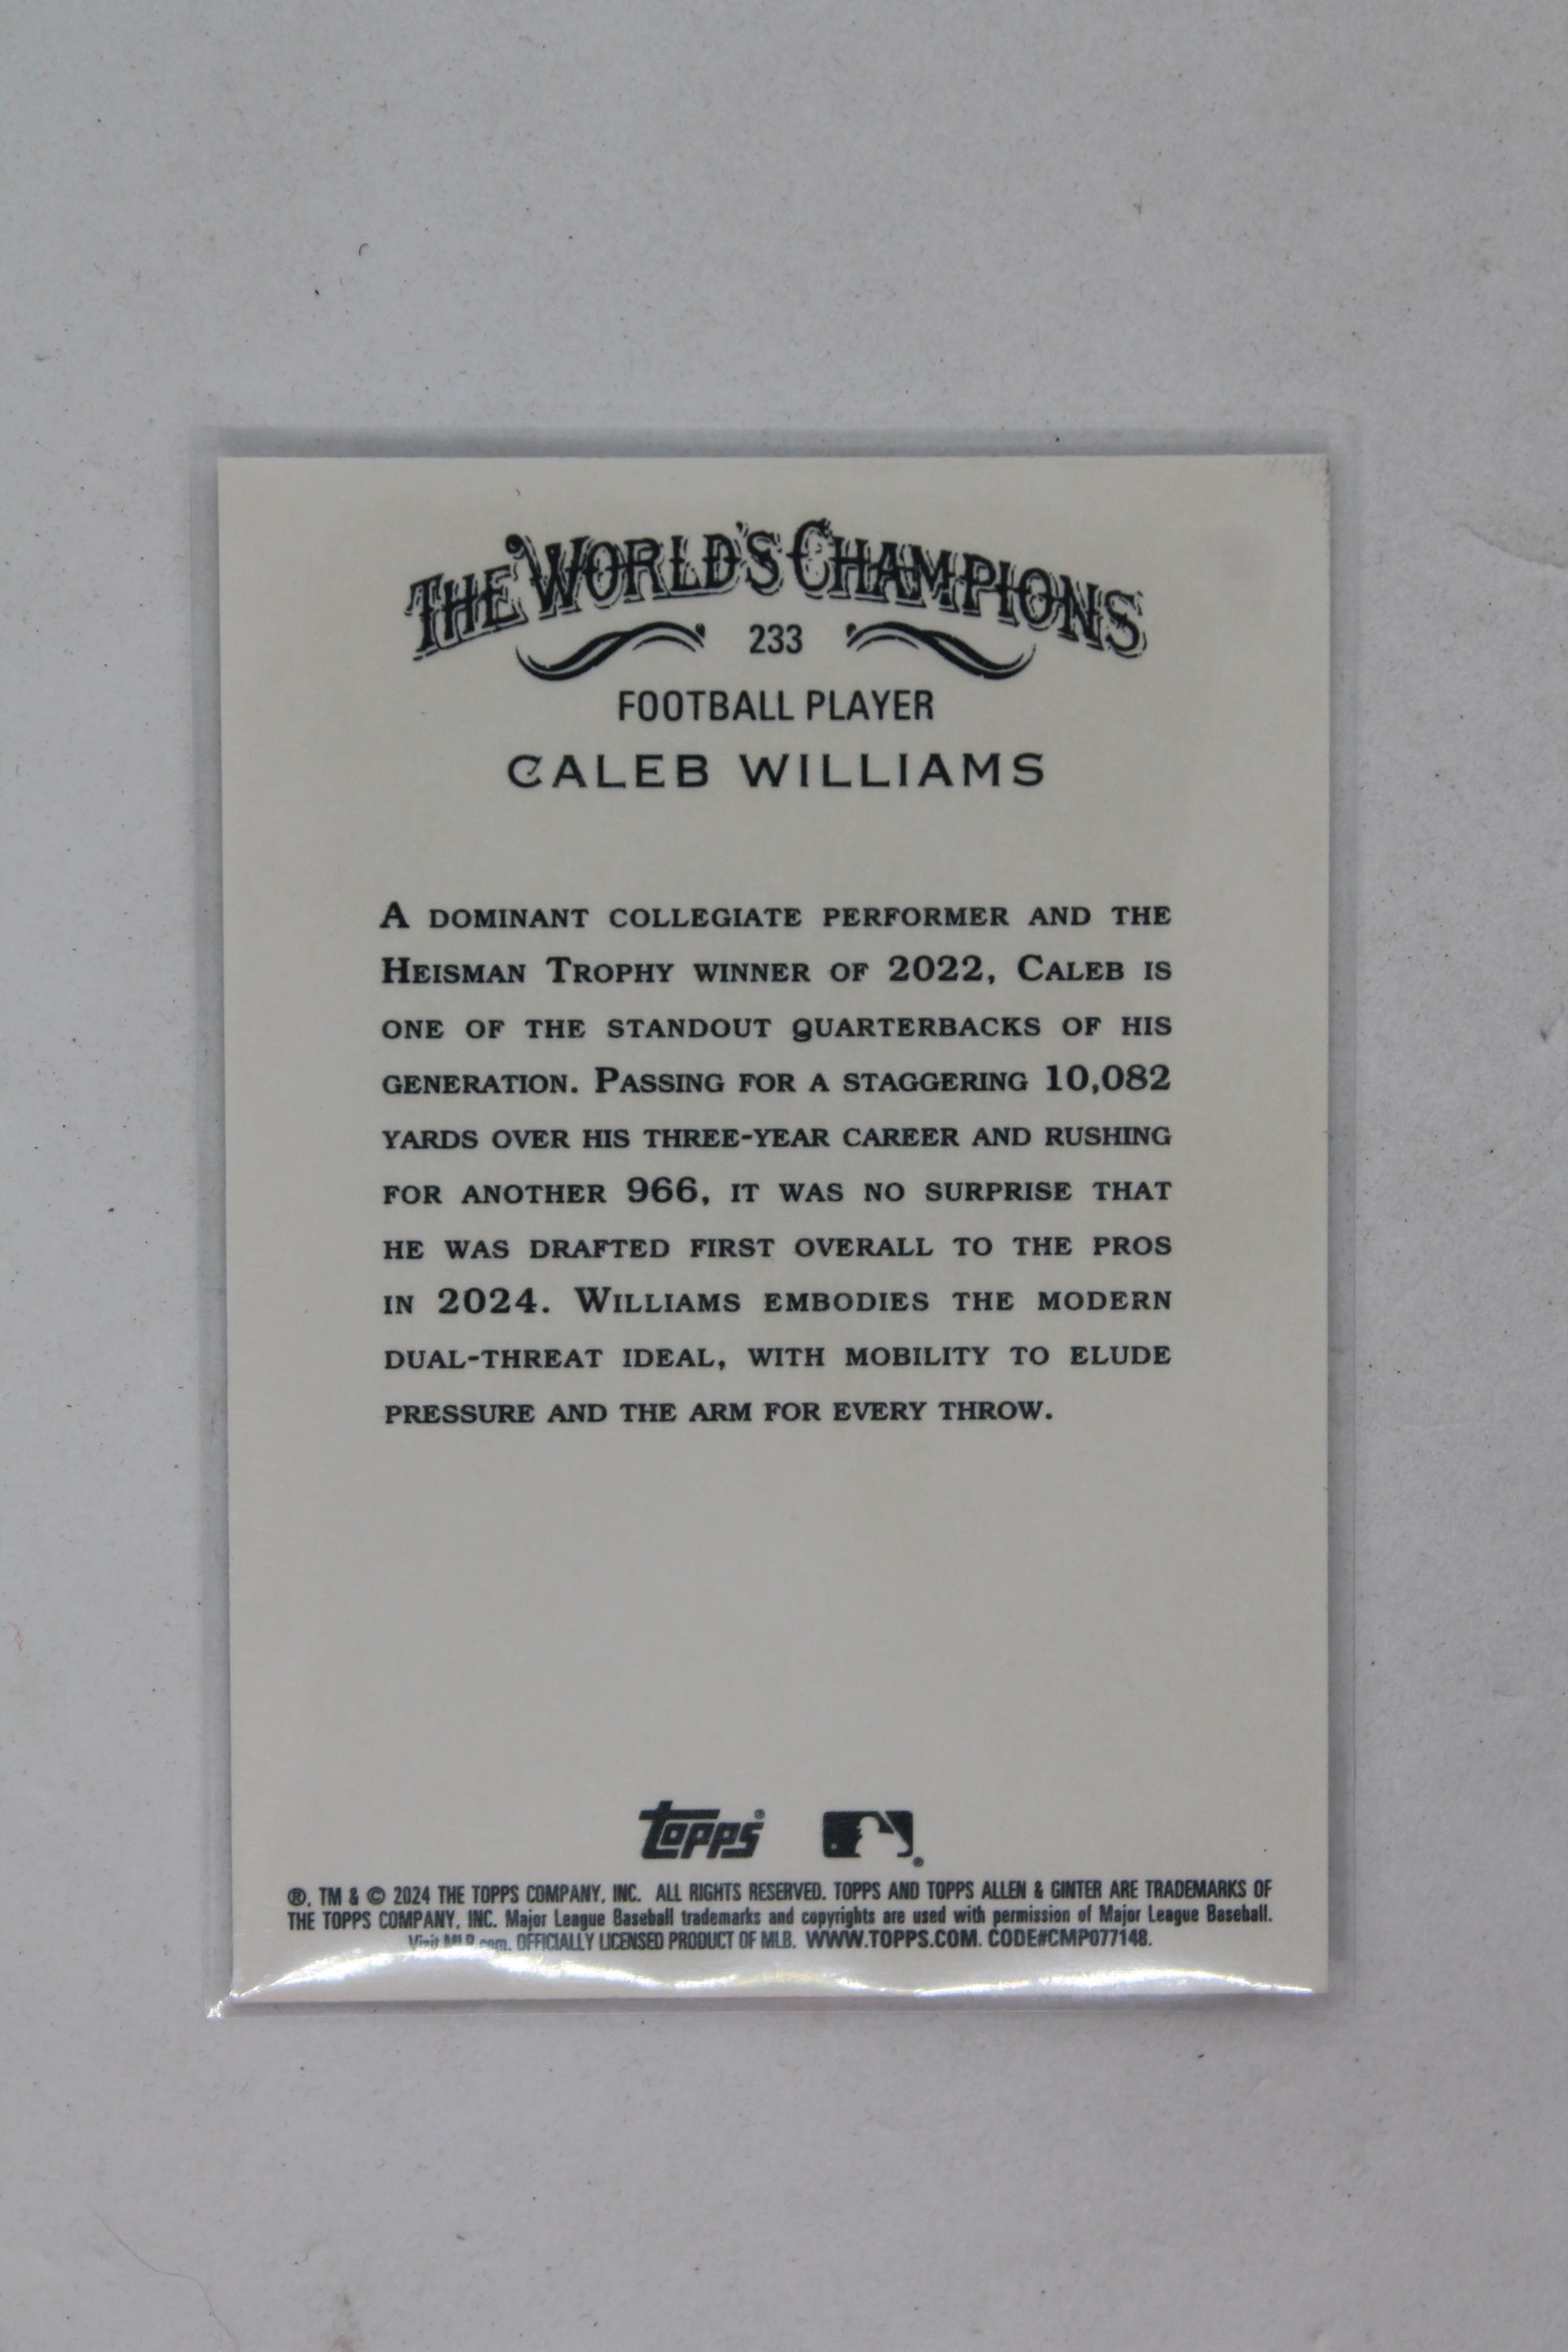 THE WORLD'S CHAMPIONS
233
FOOTBALL PLAYER
CALEB WILLIAMS
A DOMINANT COLLEGIATE PERFORMER AND THE
HEISMAN TROPHY WINNER OF 2022, CALEB IS
ONE OF THE STANDOUT QUARTERBACKS OF HIS
GENERATION. PASSING FOR A STAGGERING 10,082
YARDS OVER HIS THREE-YEAR CAREER AND RUSHING
FOR ANOTHER 966, IT WAS NO SURPRISE THAT
HE WAS DRAFTED FIRST OVERALL TO THE PROS
IN 2024. WILLIAMS EMBODIES THE MODERN
DUAL-THREAT IDEAL, WITH MOBILITY TO ELUDE
PRESSURE AND THE ARM FOR EVERY THROW.
topps®
®, TM & © 2024 THE TOPPS COMPANY, INC. ALL RIGHTS RESERVED. TOPPS AND TOPPS ALLEN & GINTER ARE TRADEMARKS OF
THE TOPPS COMPANY, INC. Major League Baseball trademarks and copyrights are used with permission of Major League Baseball.
Visit MLB.com. OFFICIALLY LICENSED PRODUCT OF MLB. WWW.TOPPS.COM. CODE#CMP077148.